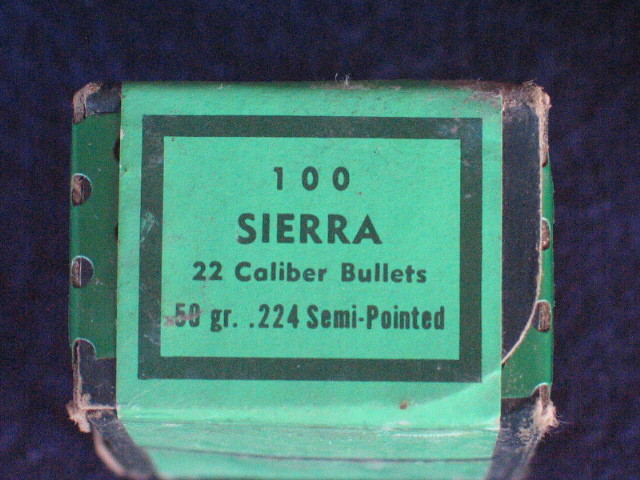 100
SIERRA
22 Caliber Bullets
50 gr. .224 Semi-Pointed